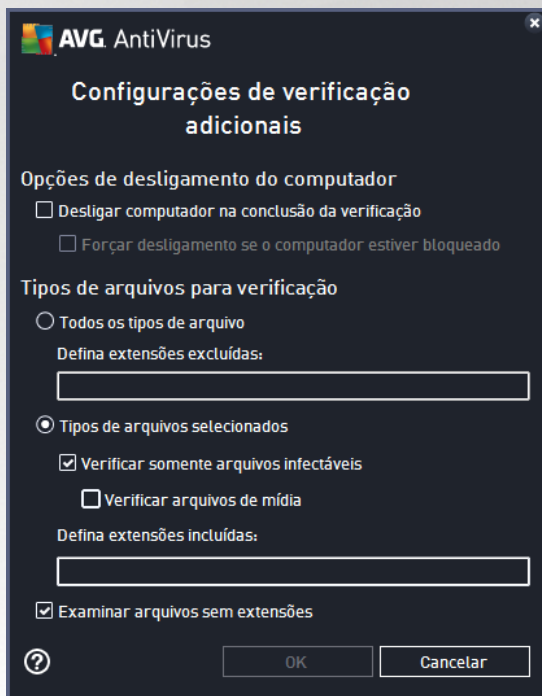 AVG. AntiVirus
Configurações de verificação
adicionais
Opções de desligamento do computador
Desligar computador na conclusão da verificação
Forçar desligamento se o computador estiver bloqueado
Tipos de arquivos para verificação
Todos os tipos de arquivo
Defina extensões excluídas:
Tipos de arquivos selecionados
Verificar somente arquivos infectáveis
Verificar arquivos de mídia
Defina extensões incluídas:
Examinar arquivos sem extensões
OK
Cancelar